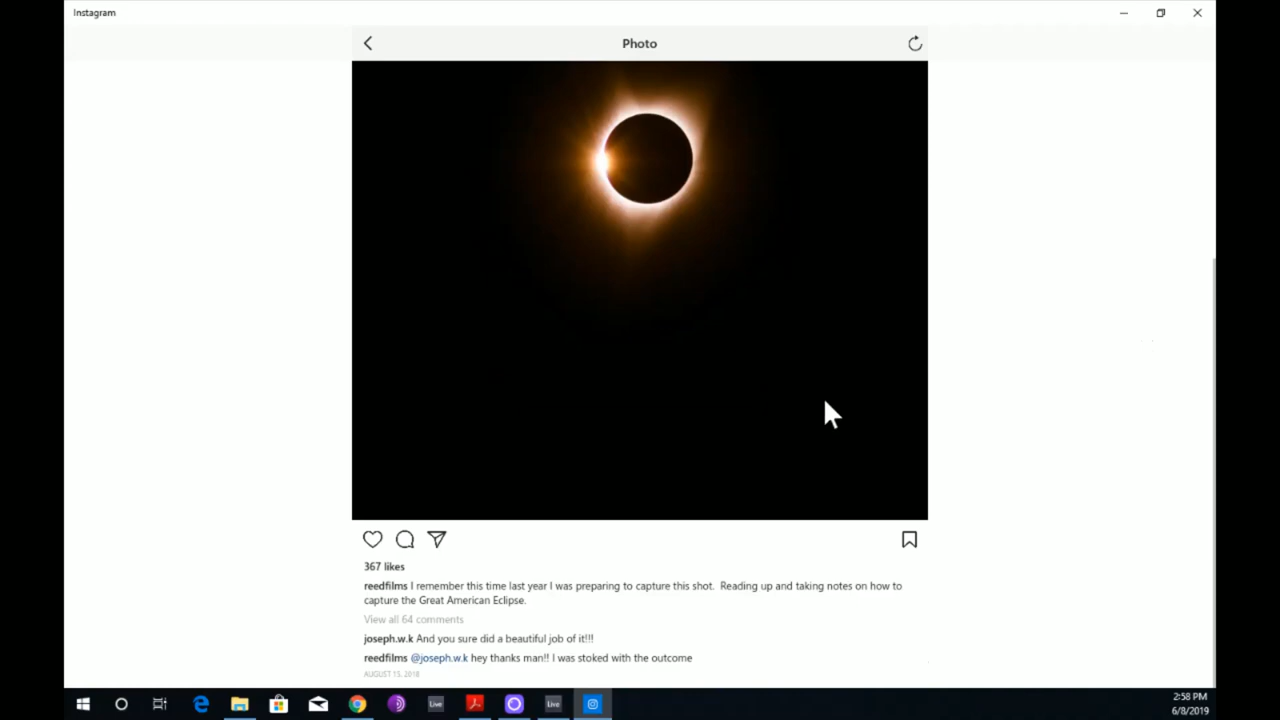 Instagram
Photo
367 likes
reedfilms I remember this time last year I was preparing to capture this shot. Reading up and taking notes on how to
capture the Great American Eclipse.
View all 64 comments
joseph.w.k And you sure did a beautiful job of it!!!
reedfilms @joseph.w.k hey thanks man!! I was stoked with the outcome
AUGUST 15, 2018
Live
Live
2:58 PM
6/8/2019